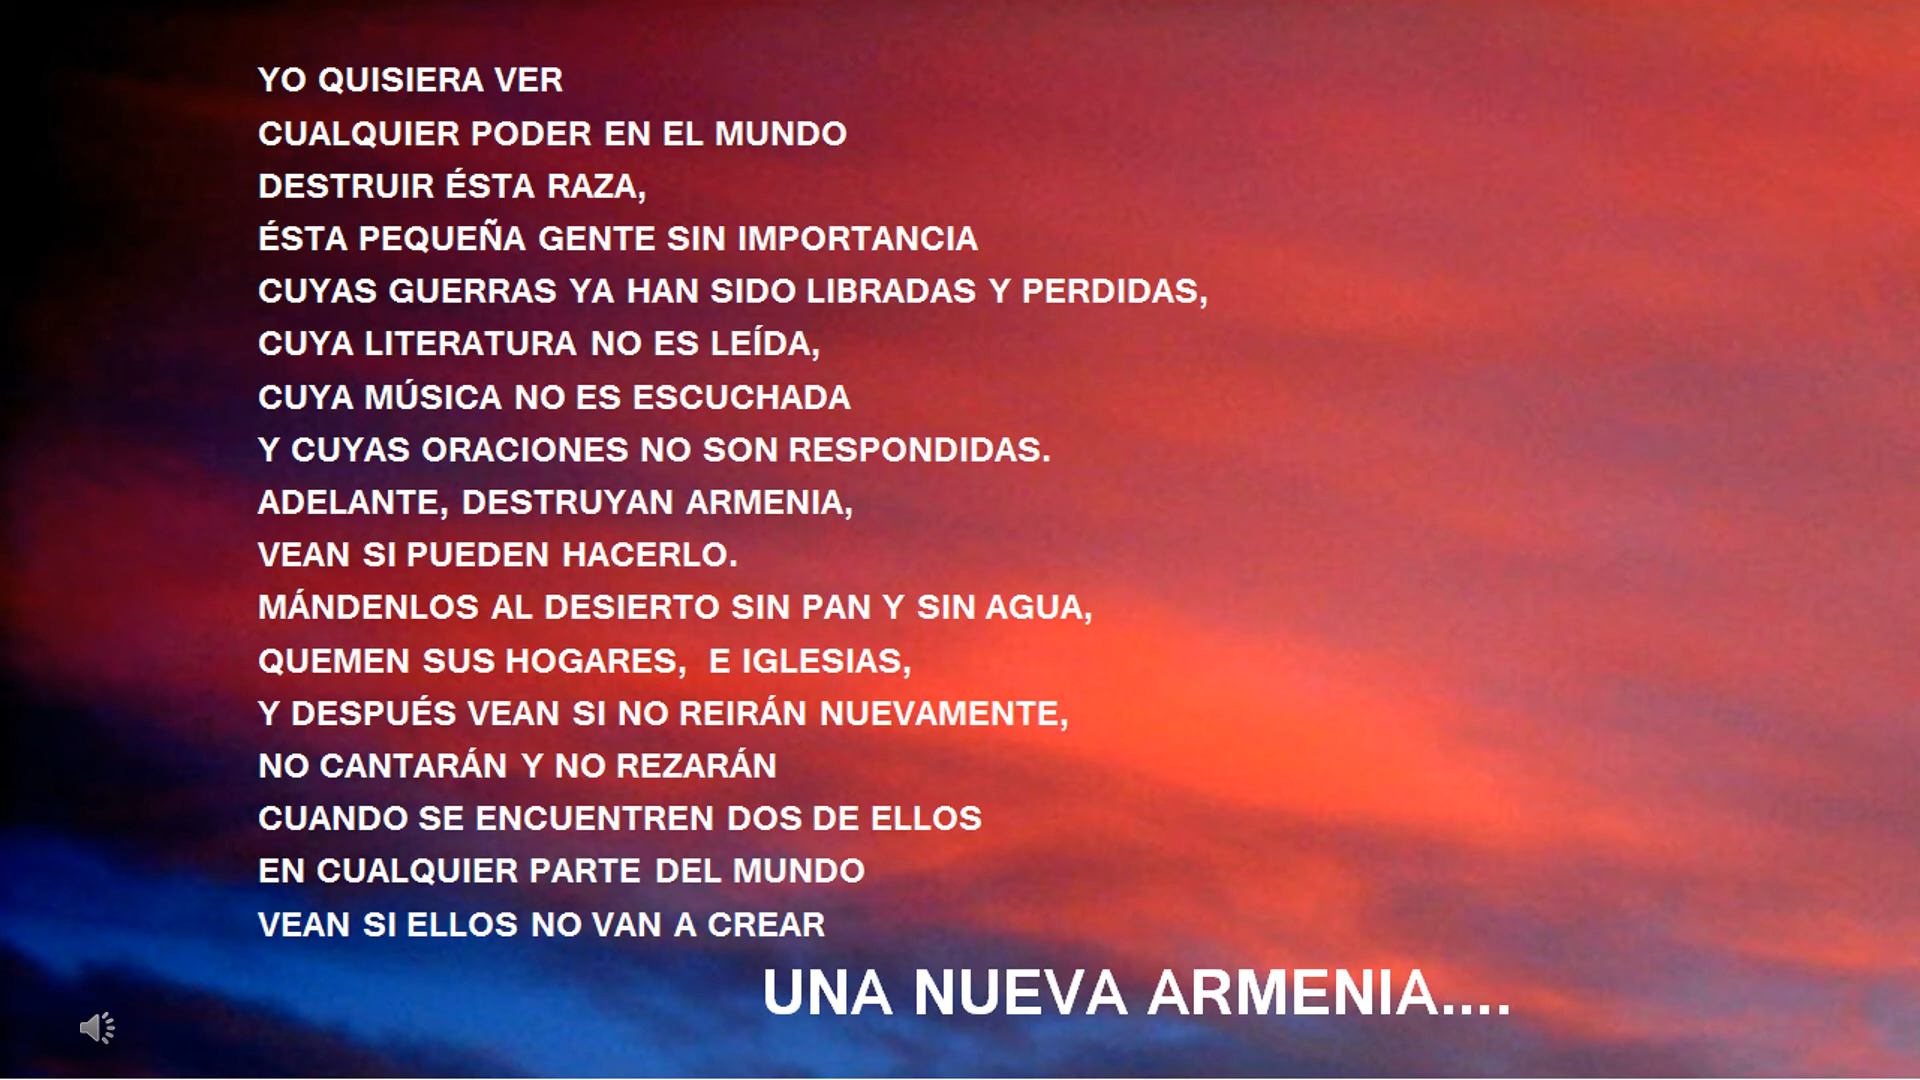 YO QUISIERA VER
CUALQUIER PODER EN EL MUNDO
DESTRUIR ÉSTA RAZA,
ÉSTA PEQUEÑA GENTE SIN IMPORTANCIA
CUYAS GUERRAS YA HAN SIDO LIBRADAS Y PERDIDAS,
CUYA LITERATURA NO ES LEÍDA,
CUYA MÚSICA NO ES ESCUCHADA
Y CUYAS ORACIONES NO SON RESPONDIDAS.
ADELANTE, DESTRUYAN ARMENIA,
VEAN SI PUEDEN HACERLO.
MÁNDENLOS AL DESIERTO SIN PAN Y SIN AGUA,
QUEMEN SUS HOGARES,  E IGLESIAS,
Y DESPUÉS VEAN SI NO REIRÁN NUEVAMENTE,
NO CANTARÁN Y NO REZARÁN
CUANDO SE ENCUENTREN DOS DE ELLOS
EN CUALQUIER PARTE DEL MUNDO
VEAN SI ELLOS NO VAN A CREAR
UNA NUEVA ARMENIA....